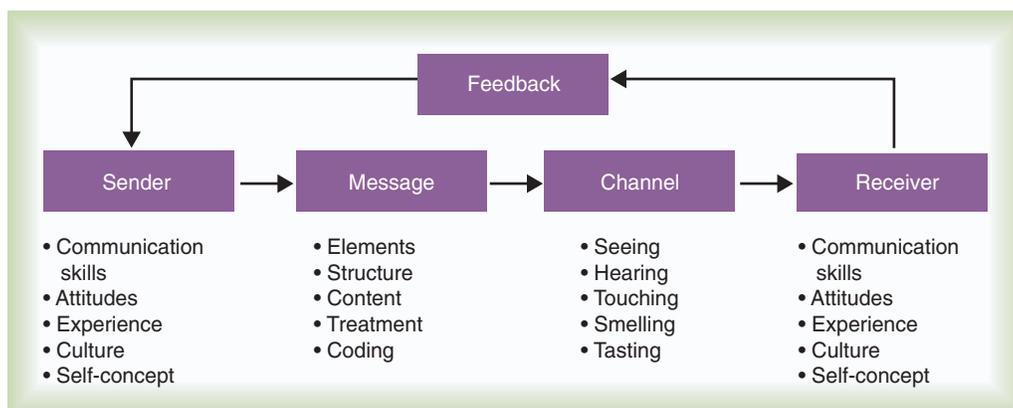 Feedback
Sender
Message
Channel
Receiver
• Communication
skills
• Attitudes
• Experience
• Culture
• Self-concept
• Elements
• Structure
• Content
• Treatment
• Coding
• Seeing
• Hearing
• Touching
• Smelling
• Tasting
• Communication
skills
• Attitudes
• Experience
• Culture
• Self-concept